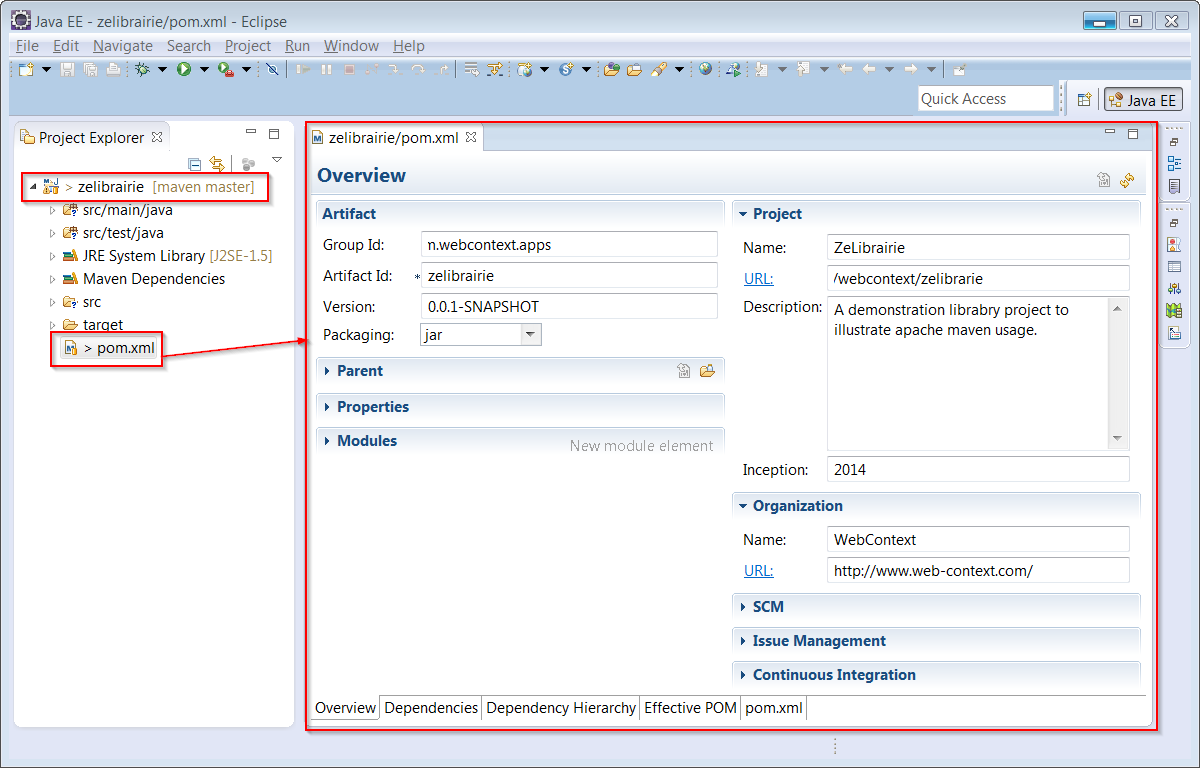 Java EE - zelibrairie/pom.xml - Eclipse
File Edit Navigate Search Project Run Window Help
Quick Access
Java EE
Project Explorer
> zelibrairie [maven master]
src/main/java
src/test/java
JRE System Library [J2SE-1.5]
Maven Dependencies
src
target
> pom.xml
zelibrairie/pom.xml
Overview
Artifact
Group Id: n.webcontext.apps
Artifact Id: * zelibrairie
Version: 0.0.1-SNAPSHOT
Packaging: jar
Parent
Properties
Modules
New module element
Project
Name: ZeLibrairie
URL: /webcontext/zelibrarie
Description: A demonstration librabry project to
illustrate apache maven usage.
Inception: 2014
Organization
Name: WebContext
URL: http://www.web-context.com/
SCM
Issue Management
Continuous Integration
Overview Dependencies Dependency Hierarchy Effective POM pom.xml